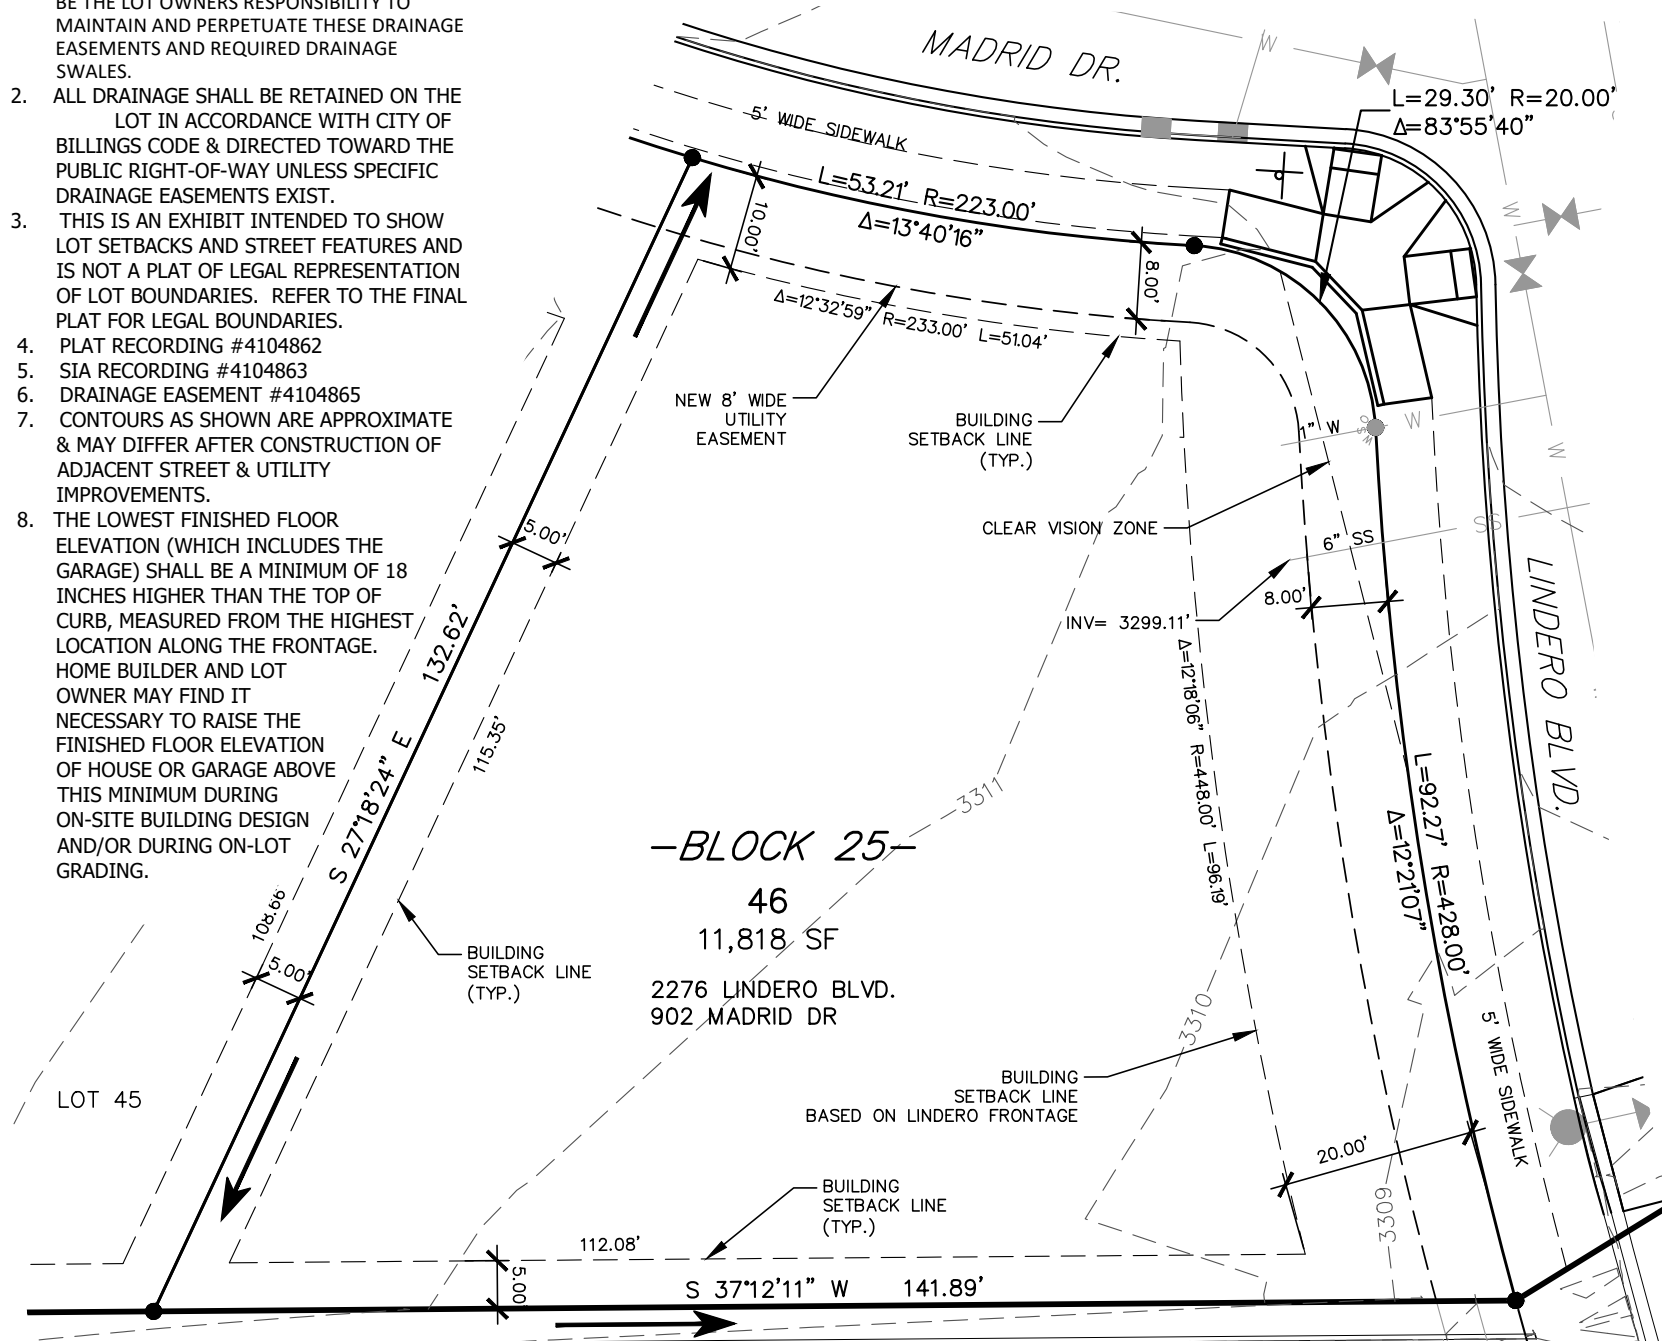 BE THE LOT OWNERS RESPONSIBILITY TO
MAINTAIN AND PERPETUATE THESE DRAINAGE
EASEMENTS AND REQUIRED DRAINAGE
SWALES.
2. ALL DRAINAGE SHALL BE RETAINED ON THE
LOT IN ACCORDANCE WITH CITY OF
BILLINGS CODE & DIRECTED TOWARD THE
PUBLIC RIGHT-OF-WAY UNLESS SPECIFIC
DRAINAGE EASEMENTS EXIST.
3. THIS IS AN EXHIBIT INTENDED TO SHOW
LOT SETBACKS AND STREET FEATURES AND
IS NOT A PLAT OF LEGAL REPRESENTATION
OF LOT BOUNDARIES. REFER TO THE FINAL
PLAT FOR LEGAL BOUNDARIES.
4. PLAT RECORDING #4104862
5. SIA RECORDING #4104863
6. DRAINAGE EASEMENT #4104865
7. CONTOURS AS SHOWN ARE APPROXIMATE
& MAY DIFFER AFTER CONSTRUCTION OF
ADJACENT STREET & UTILITY
IMPROVEMENTS.
8. THE LOWEST FINISHED FLOOR
ELEVATION (WHICH INCLUDES THE
GARAGE) SHALL BE A MINIMUM OF 18
INCHES HIGHER THAN THE TOP OF
CURB, MEASURED FROM THE HIGHEST
LOCATION ALONG THE FRONTAGE.
HOME BUILDER AND LOT
OWNER MAY FIND IT
NECESSARY TO RAISE THE
FINISHED FLOOR ELEVATION
OF HOUSE OR GARAGE ABOVE
THIS MINIMUM DURING
ON-SITE BUILDING DESIGN
AND/OR DURING ON-LOT
GRADING.
MADRID DR.
W
L=29.30' R=20.00'
Δ=83°55'40"
5' WIDE SIDEWALK
L=53.21' R=223.00'
Δ=13°40'16"
10.00'
8.00'
W
Δ=12°32'59" R=233.00' L=51.04'
NEW 8' WIDE
UTILITY
EASEMENT
BUILDING
SETBACK LINE
(TYP.)
1" W
W
W
CLEAR VISION ZONE
6" SS
SS
5.00'
8.00'
INV= 3299.11'
LINDERO BLVD.
132.62'
S 27°18'24" E
115.35'
Δ=12°18'06" R=448.00' L=96.19'
L=92.27' R=428.00'
Δ=12°21'07"
3311
-BLOCK 25-
46
11,818 SF
2276 LINDERO BLVD.
902 MADRID DR
108.66'
5.00'
BUILDING
SETBACK LINE
(TYP.)
3310
5' WIDE SIDEWALK
BUILDING
SETBACK LINE
BASED ON LINDERO FRONTAGE
LOT 45
20.00'
3309
BUILDING
SETBACK LINE
(TYP.)
112.08'
5.00'
S 37°12'11" W 141.89'